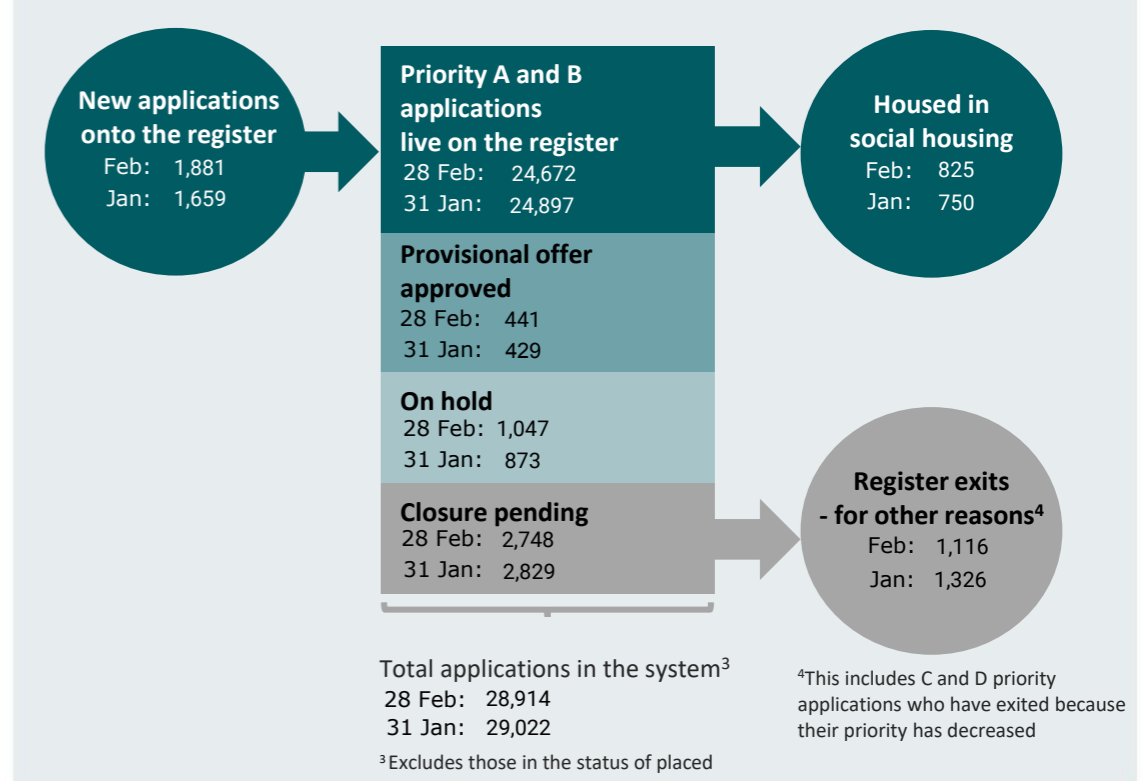 New applications
onto the register
Feb: 1,881
Jan: 1,659
Priority A and B
applications
live on the register
28 Feb: 24,672
31 Jan: 24,897
Housed in
social housing
Feb: 825
Jan: 750
Provisional offer
approved
28 Feb: 441
31 Jan: 429
On hold
28 Feb: 1,047
31 Jan: 873
Closure pending
28 Feb: 2,748
31 Jan: 2,829
Register exits
- for other reasons⁴
Feb: 1,116
Jan: 1,326
Total applications in the system³
28 Feb: 28,914
31 Jan: 29,022
³Excludes those in the status of placed
⁴This includes C and D priority
applications who have exited because
their priority has decreased